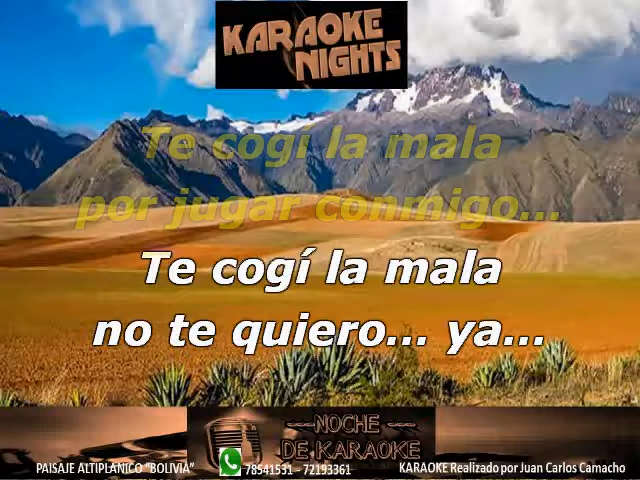 KARAOKE
NIGHTS
Te cogí la mala
por jugar conmigo...
Te cogí la mala
no te quiero... ya...
---NOCHE---
DE KARAOKE
PAISAJE ALTIPLANICO "BOLIVIA"
78541531 - 72193361
KARAOKE Realizado por Juan Carlos Camacho